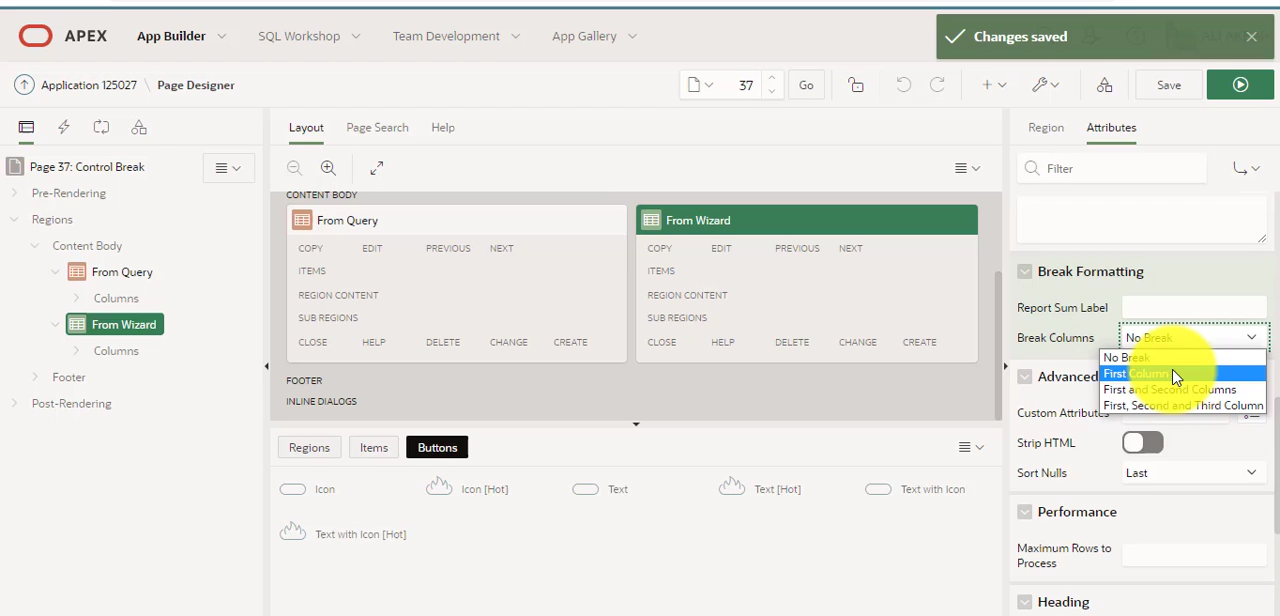 APEX App Builder SQL Workshop Team Development App Gallery Changes saved
Application 125027 Page Designer 37 Go Save
Layout Page Search Help Region Attributes
Page 37: Control Break Filter
Pre-Rendering
Regions
Content Body
From Query
Columns
From Wizard
Columns
Footer
Post-Rendering
CONTENT BODY
From Query
COPY EDIT PREVIOUS NEXT
ITEMS
REGION CONTENT
SUB REGIONS
CLOSE HELP DELETE CHANGE CREATE
From Wizard
COPY EDIT PREVIOUS NEXT
ITEMS
REGION CONTENT
SUB REGIONS
CLOSE HELP DELETE CHANGE CREATE
FOOTER
INLINE DIALOGS
Regions Items Buttons
Icon Icon [Hot] Text Text [Hot] Text with Icon
Text with Icon [Hot]
Break Formatting
Report Sum Label
Break Columns No Break
No Break
First Column
First and Second Columns
First, Second and Third Column
Advanced
Custom Attributes
Strip HTML
Sort Nulls Last
Performance
Maximum Rows to
Process
Heading